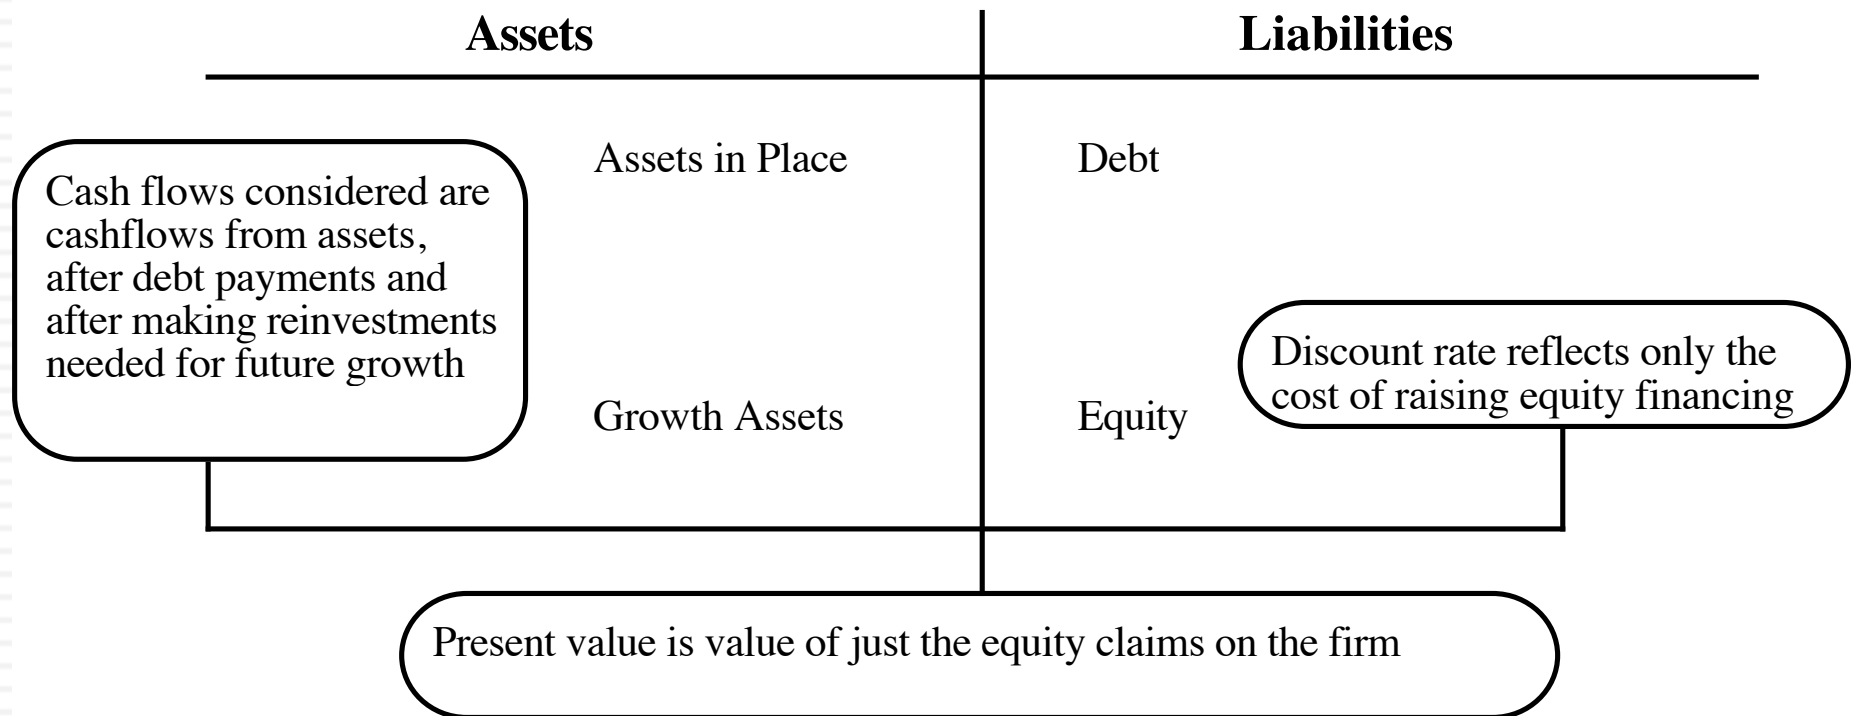 Assets
Liabilities
Assets in Place
Debt
Cash flows considered are
cashflows from assets,
after debt payments and
after making reinvestments
needed for future growth
Growth Assets
Equity
Discount rate reflects only the
cost of raising equity financing
Present value is value of just the equity claims on the firm